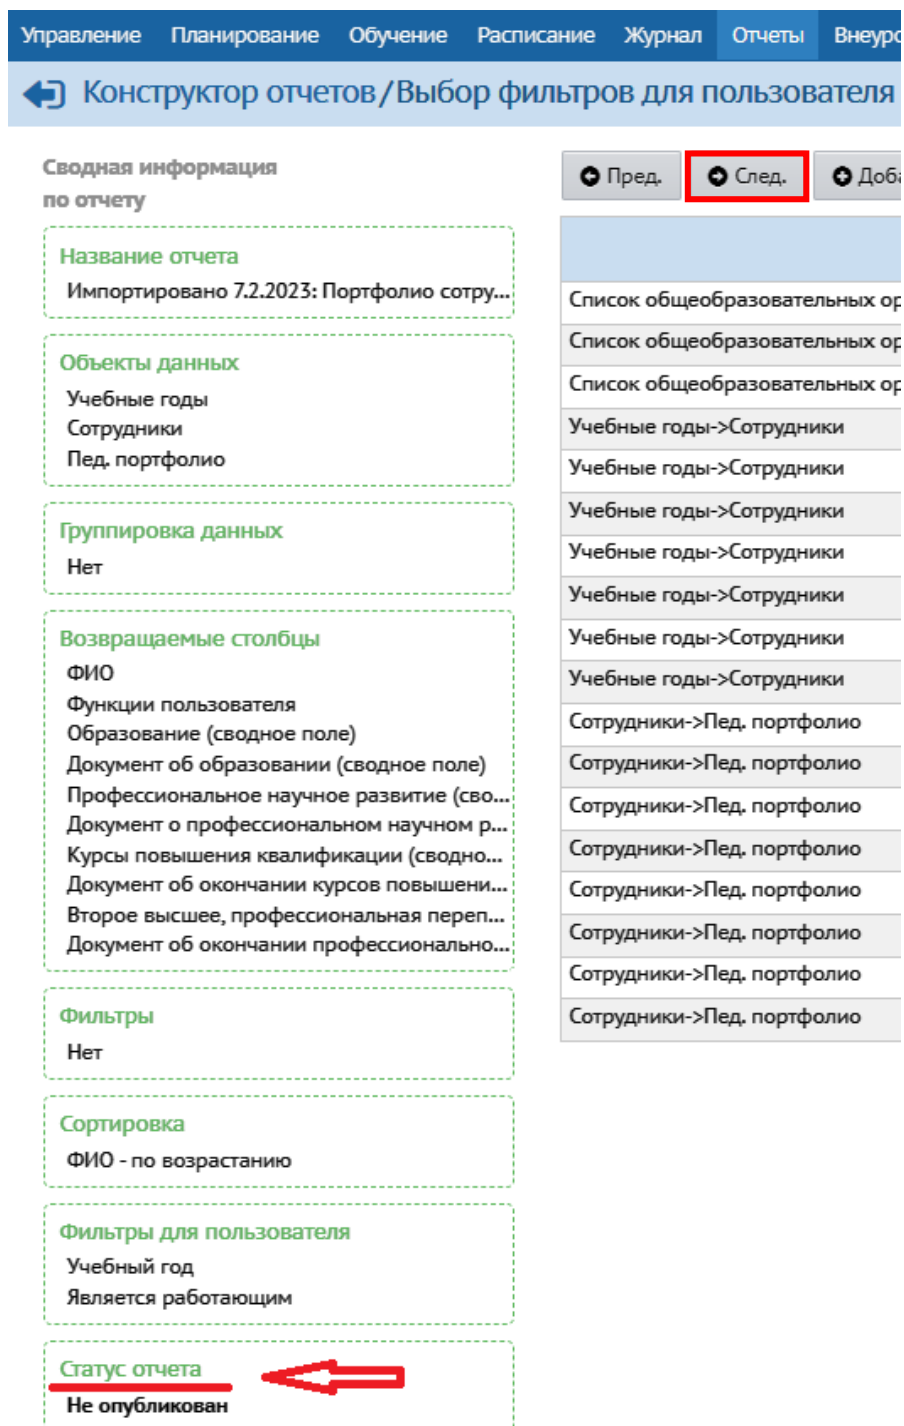 Управление Планирование Обучение Расписание Журнал Отчеты Внеуро
Конструктор отчетов/Выбор фильтров для пользователя
Сводная информация
по отчету
Название отчета
Импортировано 7.2.2023: Портфолио сотру...
Объекты данных
Учебные годы
Сотрудники
Пед. портфолио
Группировка данных
Нет
Возвращаемые столбцы
ФИО
Функции пользователя
Образование (сводное поле)
Документ об образовании (сводное поле)
Профессиональное научное развитие (сво...
Документ о профессиональном научном р...
Курсы повышения квалификации (сводно...
Документ об окончании курсов повышени...
Второе высшее, профессиональная переп...
Документ об окончании профессионально...
Фильтры
Нет
Сортировка
ФИО - по возрастанию
Фильтры для пользователя
Учебный год
Является работающим
Статус отчета
Не опубликован
Пред. След. Доба
Список общеобразовательных ор
Список общеобразовательных ор
Список общеобразовательных ор
Учебные годы->Сотрудники
Учебные годы->Сотрудники
Учебные годы->Сотрудники
Учебные годы->Сотрудники
Учебные годы->Сотрудники
Учебные годы->Сотрудники
Учебные годы->Сотрудники
Сотрудники->Пед. портфолио
Сотрудники->Пед. портфолио
Сотрудники->Пед. портфолио
Сотрудники->Пед. портфолио
Сотрудники->Пед. портфолио
Сотрудники->Пед. портфолио
Сотрудники->Пед. портфолио
Сотрудники->Пед. портфолио